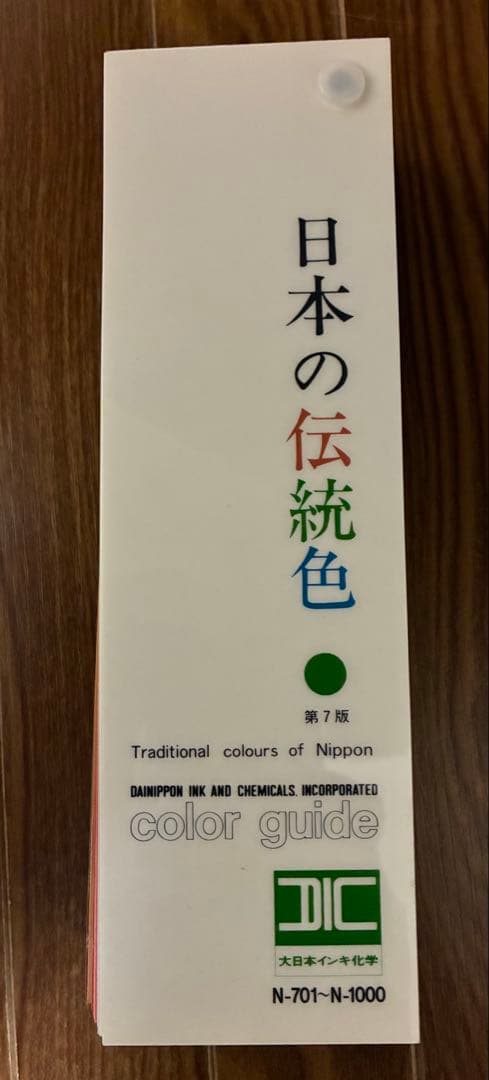 日本の伝統色
第7版
Traditional colours of Nippon
DAINIPPON INK AND CHEMICALS, INCORPORATED
color guide
DIC
大日本インキ化学
N-701~N-1000